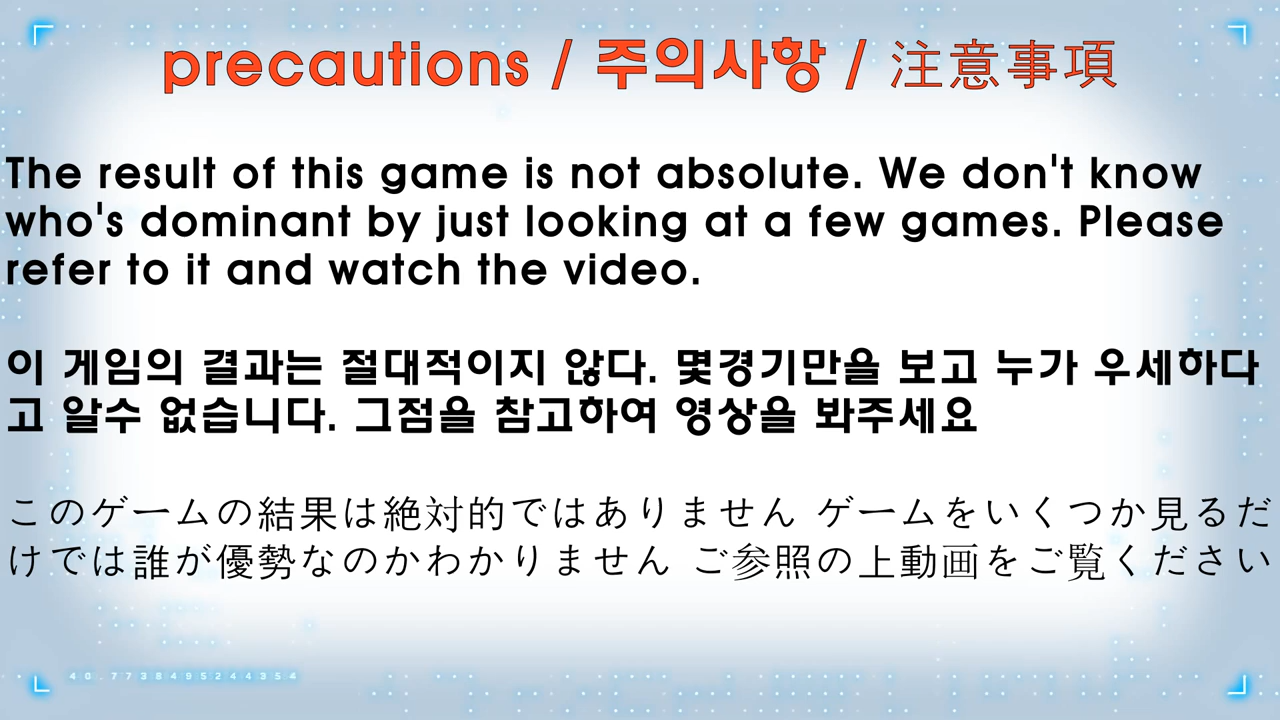 precautions / 주의사항 / 注意事項
The result of this game is not absolute. We don't know
who's dominant by just looking at a few games. Please
refer to it and watch the video.
이 게임의 결과는 절대적이지 않다. 몇경기만을 보고 누가 우세하다
고 알수 없습니다. 그점을 참고하여 영상을 봐주세요
このゲームの結果は絶対的ではありません ゲームをいくつか見るだ
けでは誰が優勢なのかわかりません ご参照の上動画をご覧ください
40.7738495244354